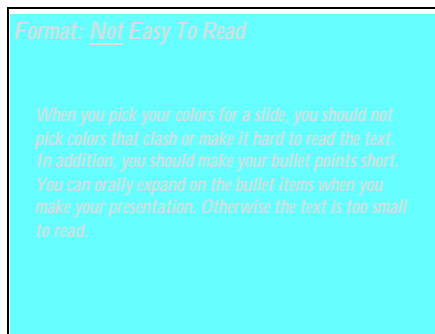 Format: Not Easy To Read
When you pick your colors for a slide, you should not
pick colors that clash or make it hard to read the text.
In addition, you should make your bullet points short.
You can orally expand on the bullet items when you
make your presentation. Otherwise the text is too small
to read.